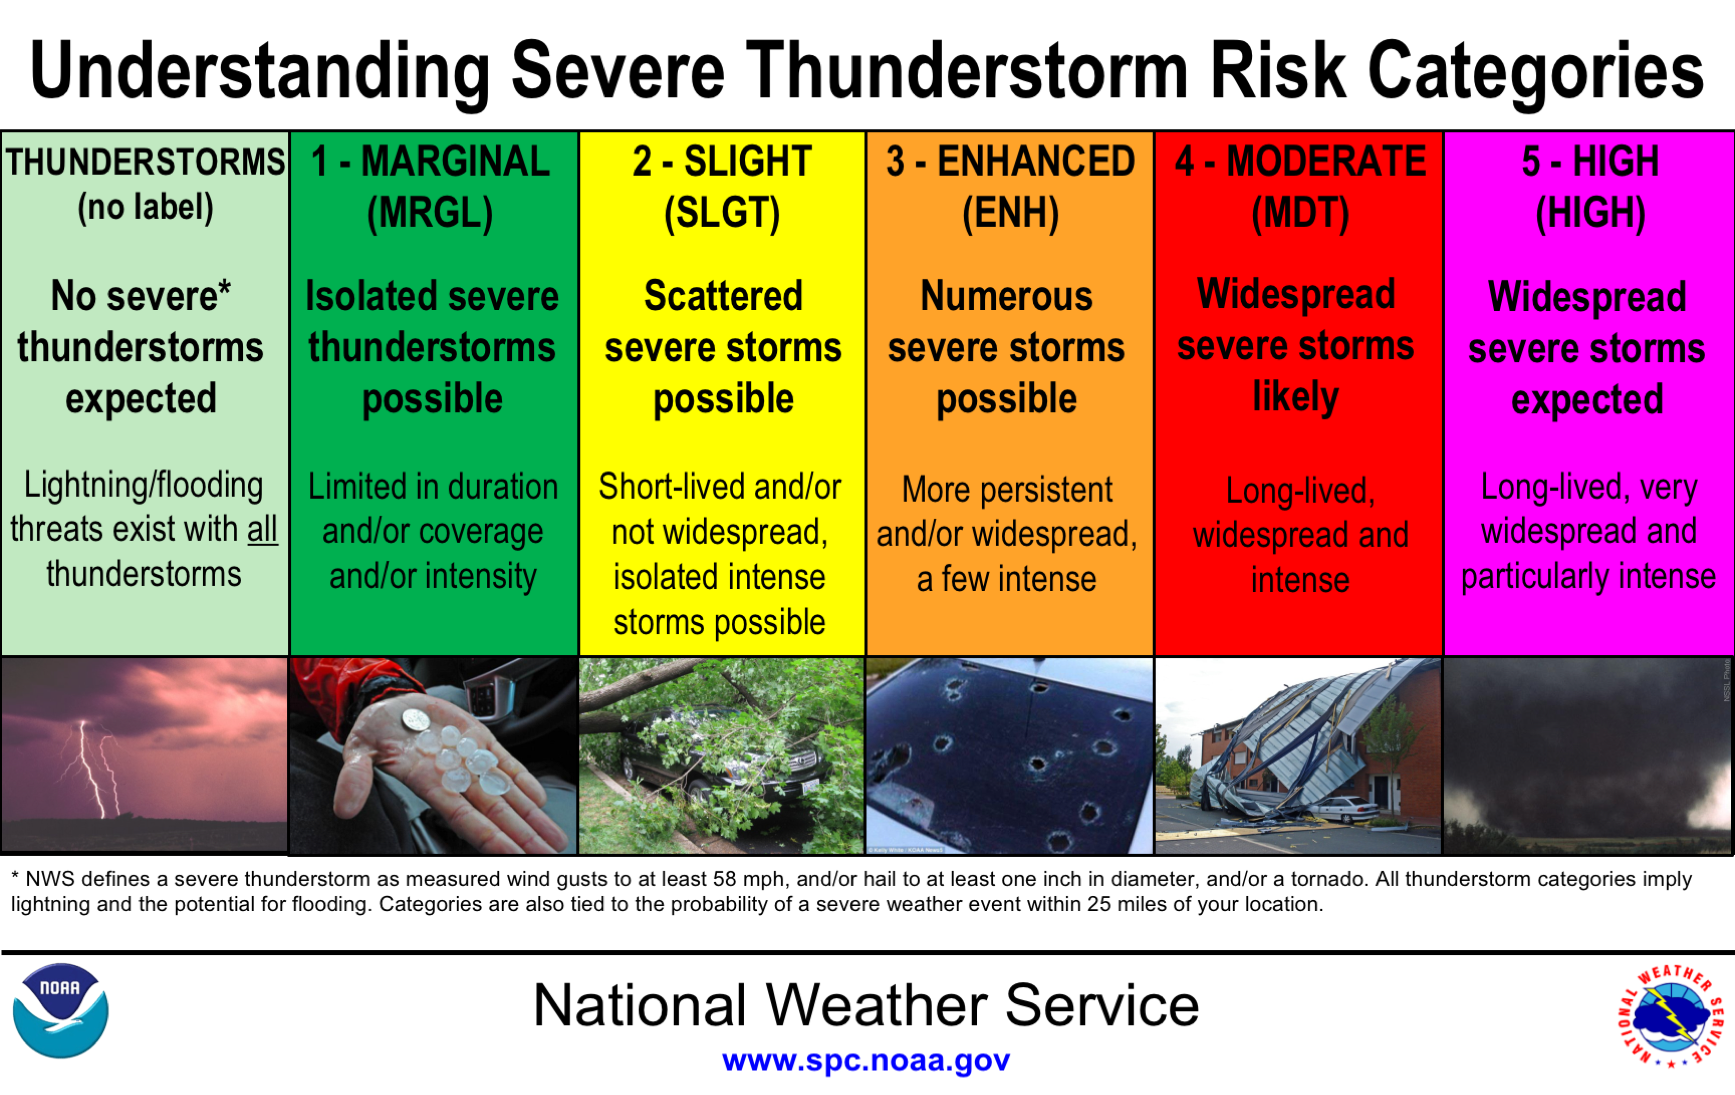 Understanding Severe Thunderstorm Risk Categories
THUNDERSTORMS
(no label)
No severe*
thunderstorms
expected
Lightning/flooding
threats exist with all
thunderstorms
1 - MARGINAL
(MRGL)
Isolated severe
thunderstorms
possible
Limited in duration
and/or coverage
and/or intensity
2 - SLIGHT
(SLGT)
Scattered
severe storms
possible
Short-lived and/or
not widespread,
isolated intense
storms possible
3 - ENHANCED
(ENH)
Numerous
severe storms
possible
More persistent
and/or widespread,
a few intense
4 - MODERATE
(MDT)
Widespread
severe storms
likely
Long-lived,
widespread and
intense
5 - HIGH
(HIGH)
Widespread
severe storms
expected
Long-lived, very
widespread and
particularly intense
© Kelly Wilda / KOAA News5
NSSL Photo
* NWS defines a severe thunderstorm as measured wind gusts to at least 58 mph, and/or hail to at least one inch in diameter, and/or a tornado. All thunderstorm categories imply
lightning and the potential for flooding. Categories are also tied to the probability of a severe weather event within 25 miles of your location.
NOAA
National Weather Service
www.spc.noaa.gov
NATIONAL WEATHER SERVICE